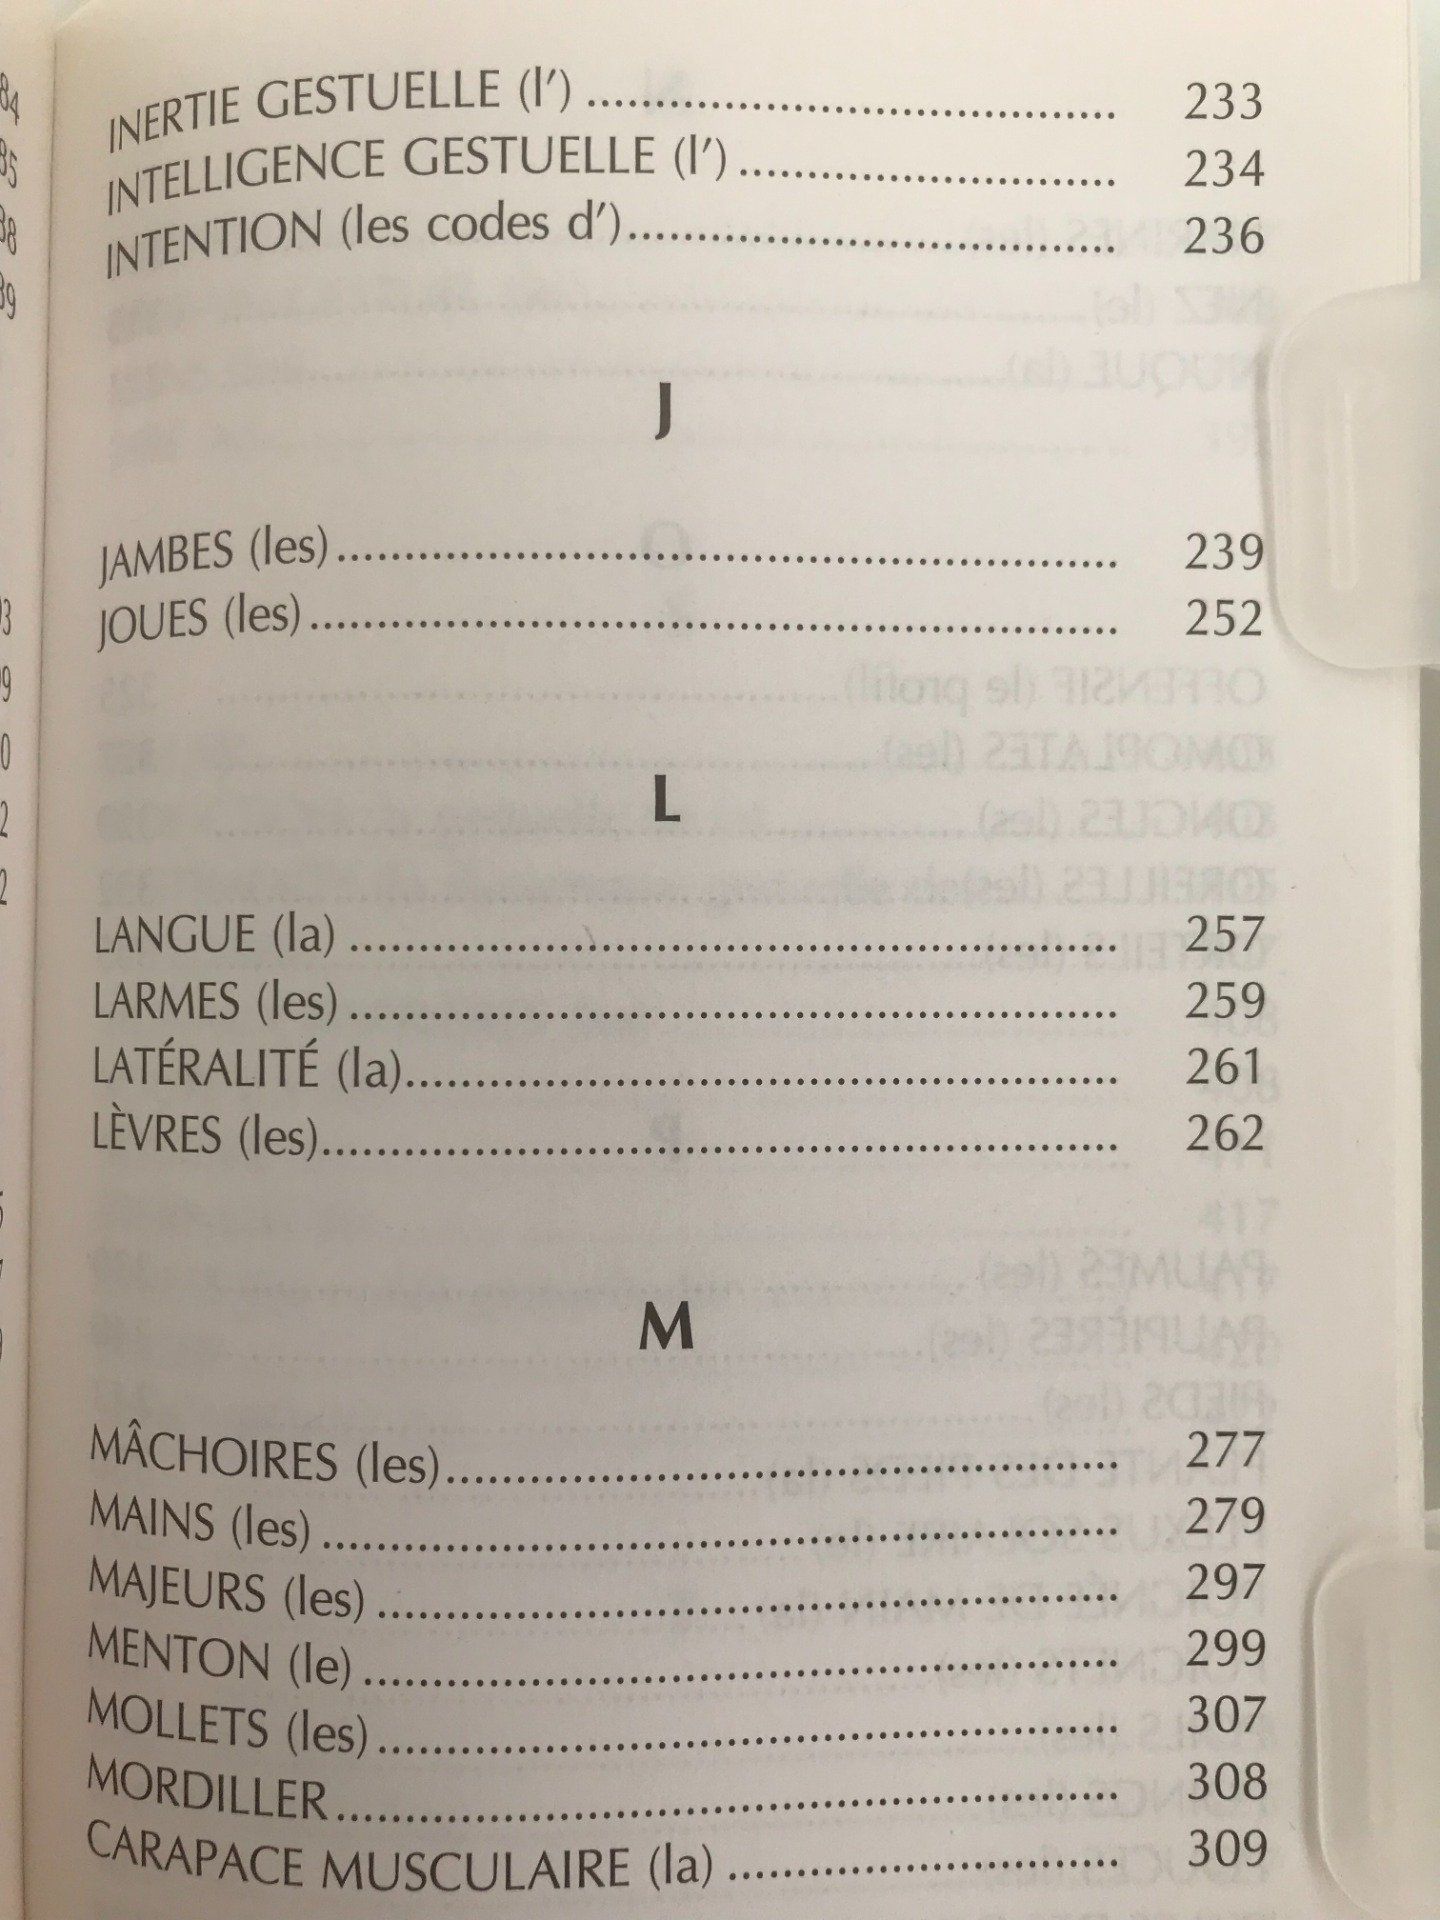 INERTIE GESTUELLE (l') ........................................ 233
INTELLIGENCE GESTUELLE (l') ............................ 234
INTENTION (les codes d').................................... 236
J
JAMBES (les)......................................................... 239
JOUES (les) ........................................................... 252
L
LANGUE (la) ........................................................ 257
LARMES (les) ........................................................ 259
LATÉRALITÉ (la).................................................... 261
LÈVRES (les).......................................................... 262
M
MÂCHOIRES (les)................................................. 277
MAINS (les) .......................................................... 279
MAJEURS (les) ...................................................... 297
MENTON (le) ....................................................... 299
MOLLETS (les)...................................................... 307
MORDILLER......................................................... 308
CARAPACE MUSCULAIRE (la) ............................. 309